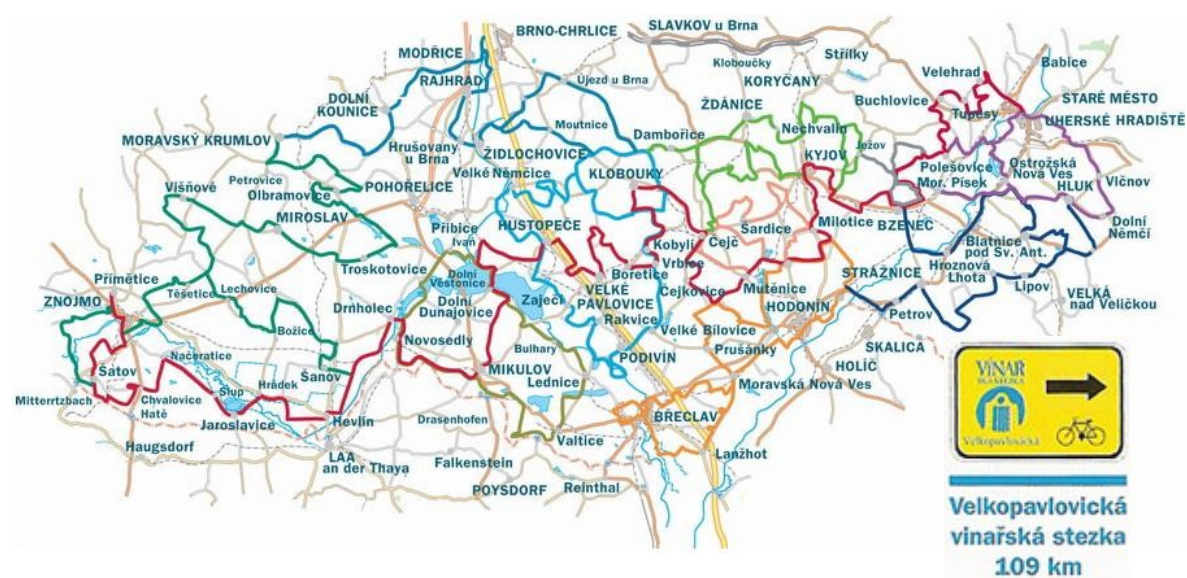 BRNO-CHRLICE
SLAVKOV u Brna
MODŘICE
Kloboučky
Střílky
RAJHRAD
Újezd u Brna
KORYČANY
Velehrad
Babice
DOLNÍ
KOUNICE
ŽDÁNICE
Buchlovice
STARÉ MĚSTO
Tupesy
UHERSKÉ HRADIŠTĚ
MORAVSKÝ KRUMLOV
Moutnice
Dambořice
Nechvalín
Hrušovany
u Brna
ŽIDLOCHOVICE
KYJOV
Ježov
Polešovice
Ostrožská
Nová Ves
Petrovice
Velké Němčice
KLOBOUKY
Mor. Písek
Vlčnov
Višňové
Olbramovice
POHOŘELICE
HLUK
MIROSLAV
Přibice
HUSTOPEČE
Šardice
Milotice
BZENEC
Dolní
Němčí
Ivaň
Kobylí
Čejč
Blatnice
pod Sv. Ant.
Troskotovice
Vrbice
Přímětice
Lechovice
Dolní
Věstonice
Bořetice
Mutěnice
STRÁŽNICE
Hroznová
Lhota
Lipov
ZNOJMO
Těšetice
Drnholec
Dolní
Dunajovice
Zaječí
VELKÉ
PAVLOVICE
Čejkovice
HODONÍN
VELKÁ
nad Veličkou
Božice
Rakvice
Velké Bílovice
Petrov
Načeratice
Novosedly
Bulhary
PODIVÍN
Prušánky
SKALICA
Šatov
Šanov
MIKULOV
Lednice
HOLÍČ
Hrádek
Moravská Nová Ves
Mitterrtzbach
Chvalovice
Hatě
Slup
Jaroslavice
Hevlín
Drasenhofen
BŘECLAV
Haugsdorf
Valtice
LAA
an der Thaya
Falkenstein
Lanžhot
POYSDORF
Reinthal
VINAŘ
Velkopavlovická
Velkopavlovická
vinařská stezka
109 km